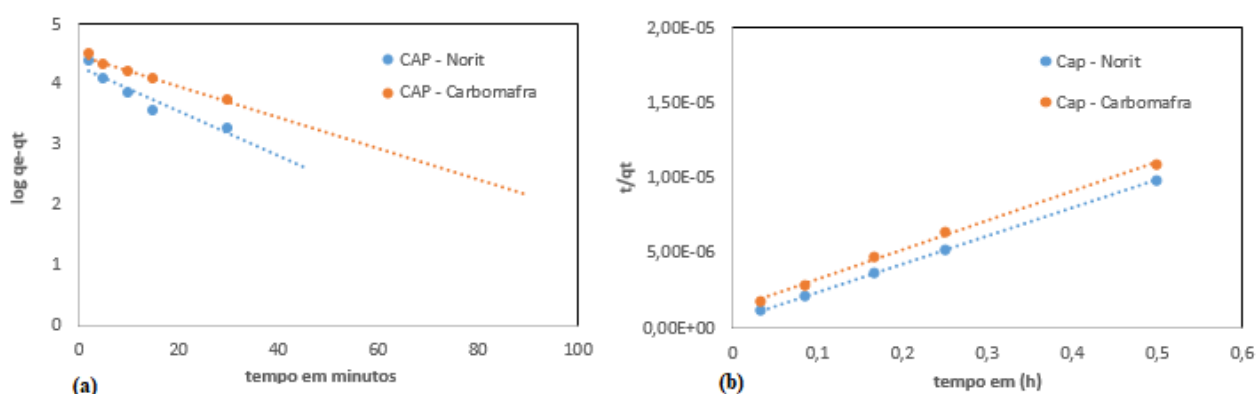 5
4
3
2
1
0
0
20
40
60
80
100
log qe-qt
tempo em minutos
CAP - Norit
CAP - Carbomafra
(a)
2,00E-05
1,50E-05
1,00E-05
5,00E-06
0,00E+00
0
0,1
0,2
0,3
0,4
0,5
0,6
t/qt
tempo em (h)
Cap - Norit
Cap - Carbomafra
(b)